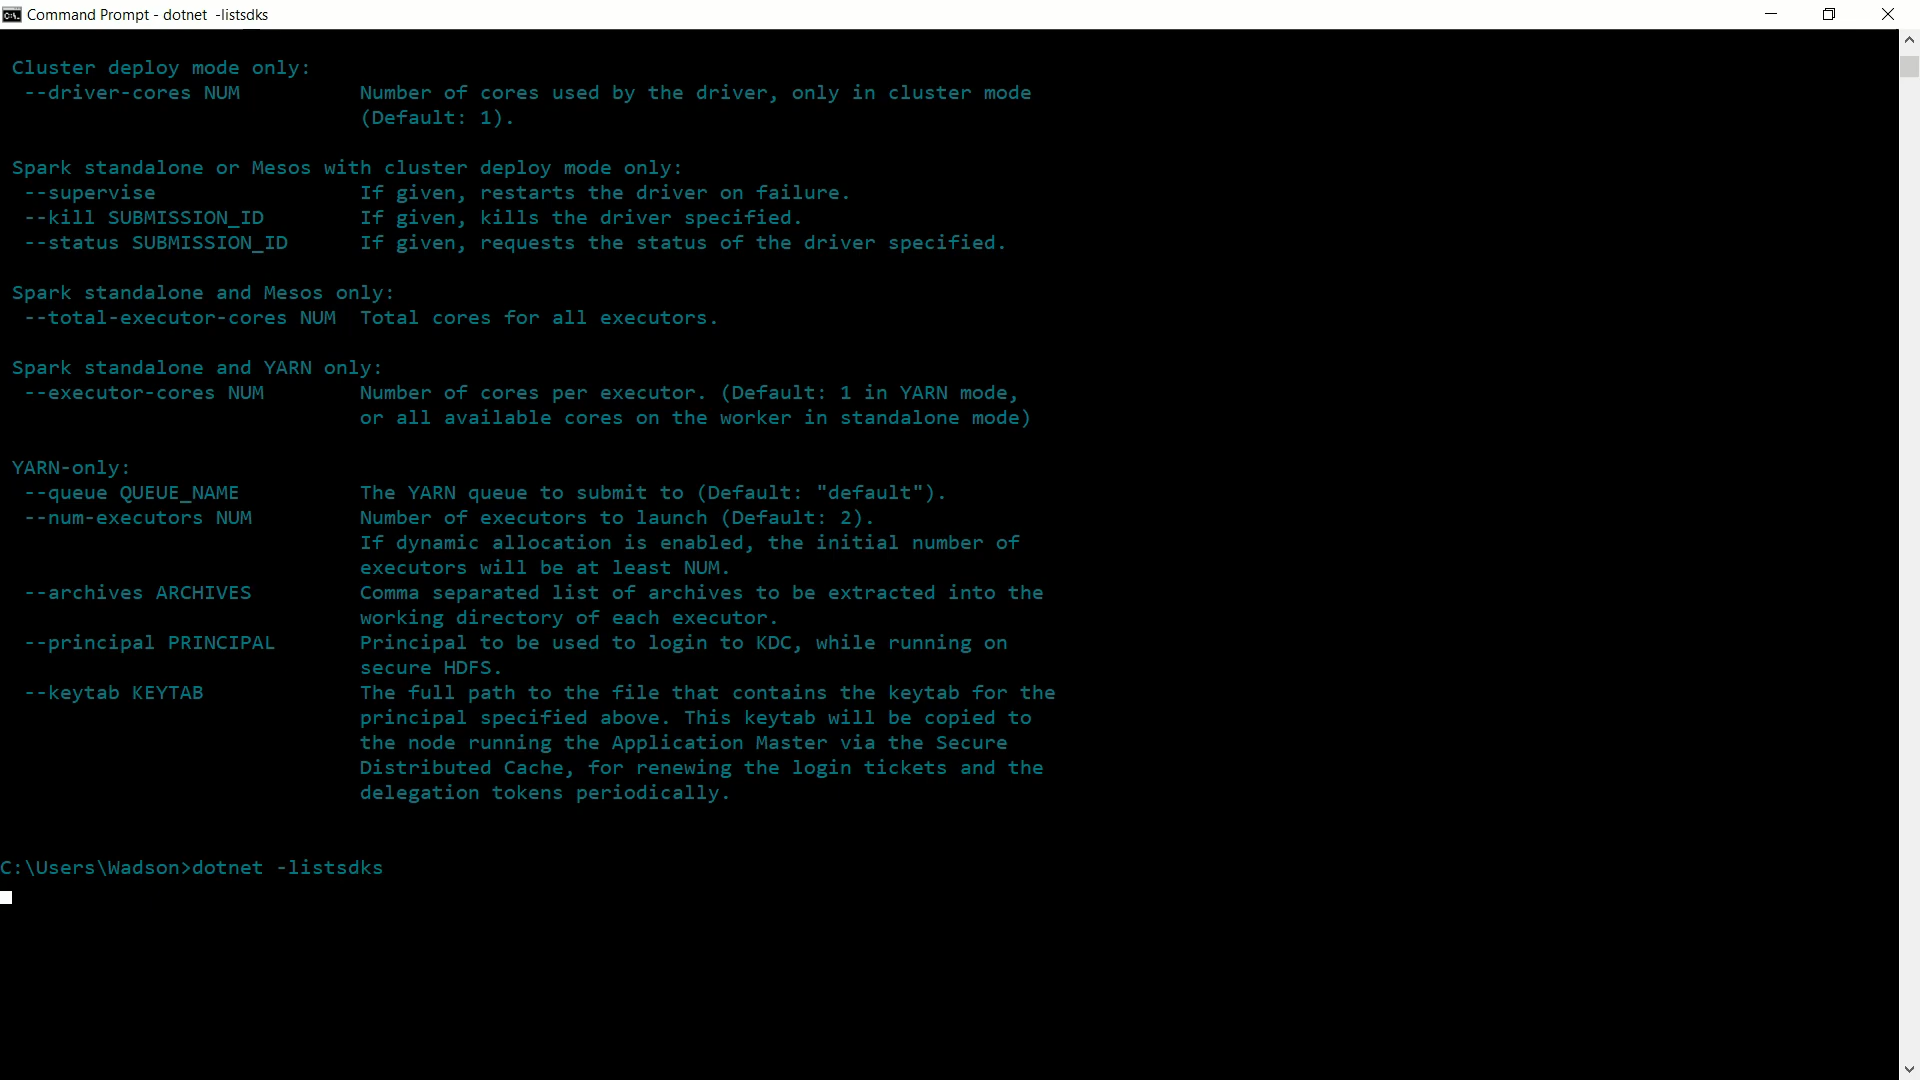 Command Prompt - dotnet  -listsdks
Cluster deploy mode only:
  --driver-cores NUM          Number of cores used by the driver, only in cluster mode
                              (Default: 1).
Spark standalone or Mesos with cluster deploy mode only:
  --supervise                 If given, restarts the driver on failure.
  --kill SUBMISSION_ID        If given, kills the driver specified.
  --status SUBMISSION_ID      If given, requests the status of the driver specified.
Spark standalone and Mesos only:
  --total-executor-cores NUM  Total cores for all executors.
Spark standalone and YARN only:
  --executor-cores NUM        Number of cores per executor. (Default: 1 in YARN mode,
                              or all available cores on the worker in standalone mode)
YARN-only:
  --queue QUEUE_NAME          The YARN queue to submit to (Default: "default").
  --num-executors NUM         Number of executors to launch (Default: 2).
                              If dynamic allocation is enabled, the initial number of
                              executors will be at least NUM.
  --archives ARCHIVES         Comma separated list of archives to be extracted into the
                              working directory of each executor.
  --principal PRINCIPAL       Principal to be used to login to KDC, while running on
                              secure HDFS.
  --keytab KEYTAB             The full path to the file that contains the keytab for the
                              principal specified above. This keytab will be copied to
                              the node running the Application Master via the Secure
                              Distributed Cache, for renewing the login tickets and the
                              delegation tokens periodically.
C:\Users\Wadson>dotnet -listsdks